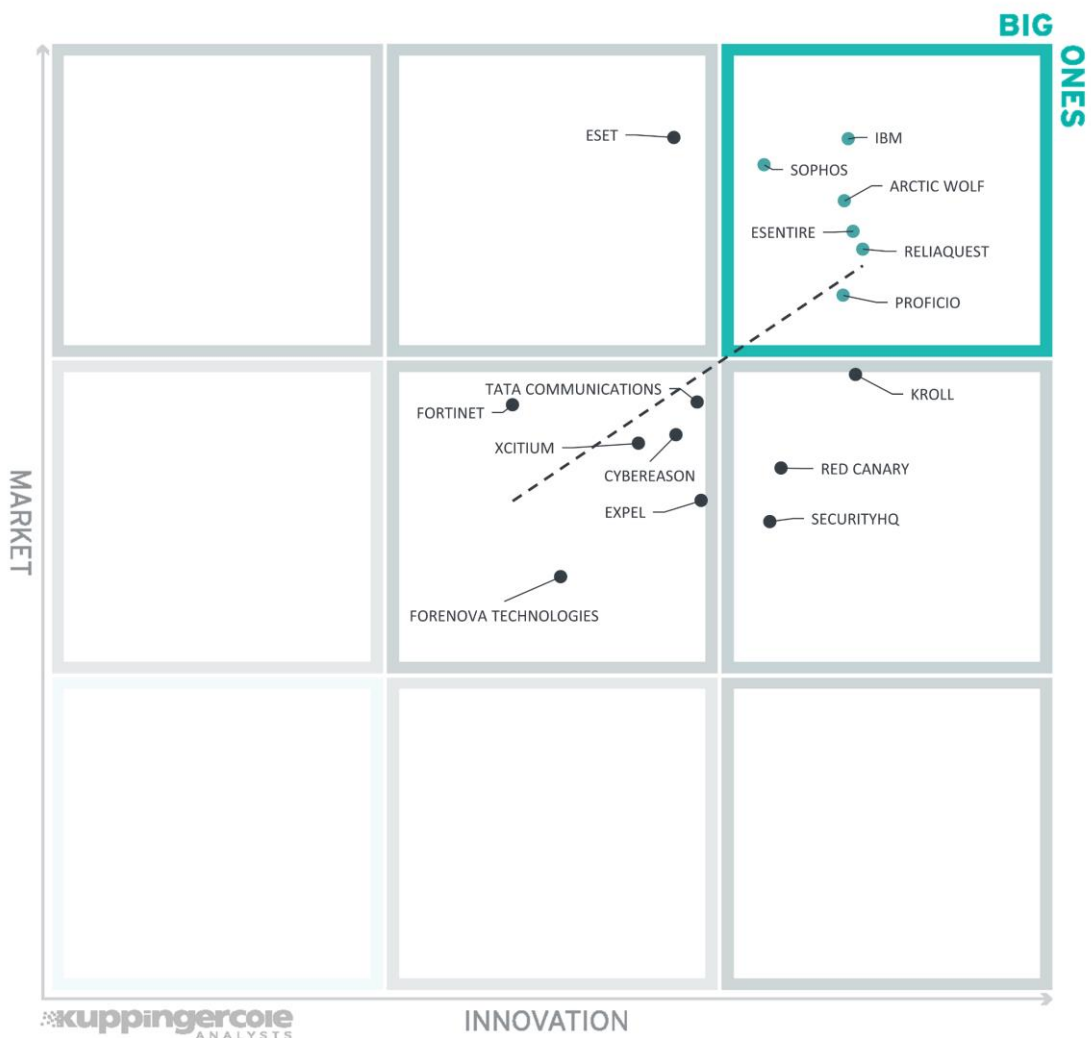 BIG
ONES
ESET
IBM
SOPHOS
ARCTIC WOLF
ESENTIRE
RELIAQUEST
PROFICIO
TATA COMMUNICATIONS
FORTINET
KROLL
XCITIUM
CYBEREASON
RED CANARY
EXPEL
SECURITYHQ
FORENOVA TECHNOLOGIES
MARKET
INNOVATION
kuppingercole
ANALYSTS